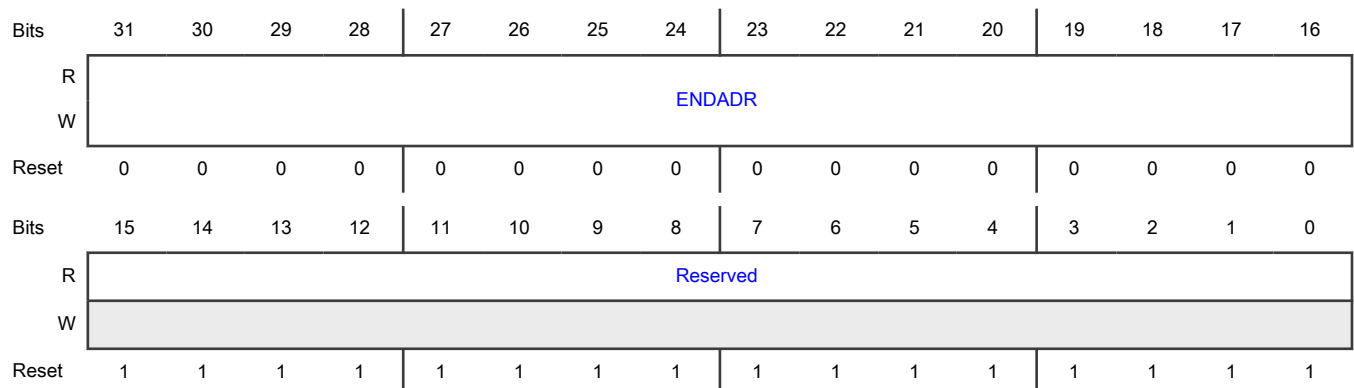 Bits 31 30 29 28 27 26 25 24 23 22 21 20 19 18 17 16
R
ENDADR
W
Reset 0 0 0 0 0 0 0 0 0 0 0 0 0 0 0 0
Bits 15 14 13 12 11 10 9 8 7 6 5 4 3 2 1 0
R Reserved
W
Reset 1 1 1 1 1 1 1 1 1 1 1 1 1 1 1 1